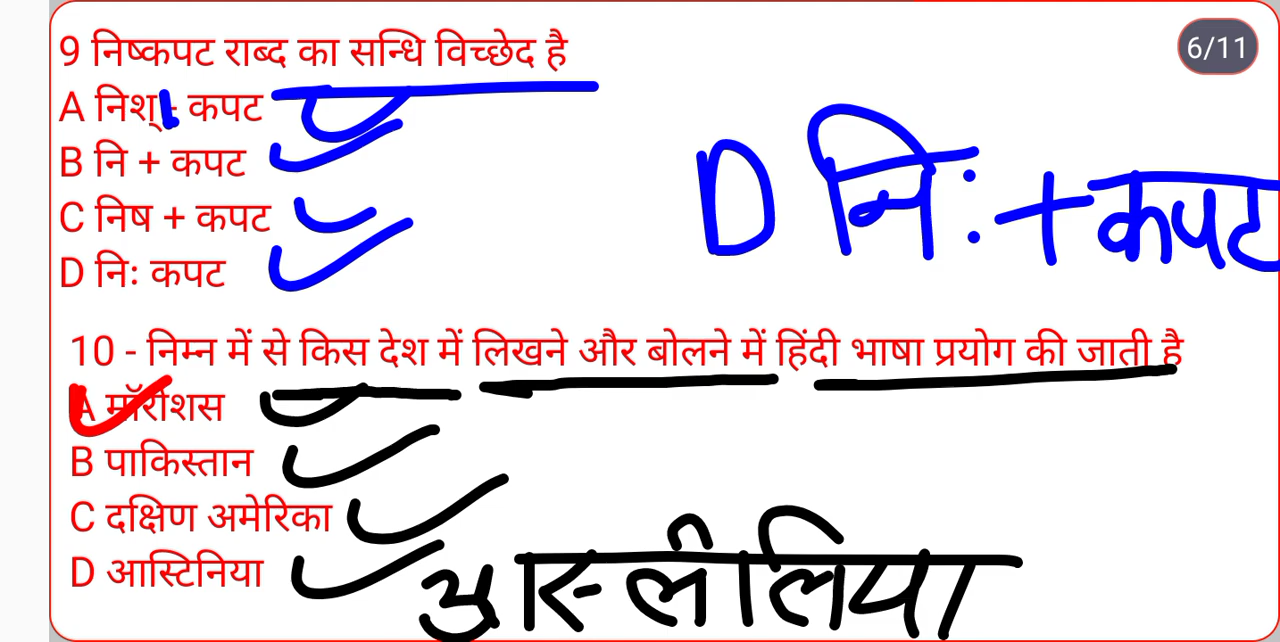 9 निष्कपट राब्द का सन्धि विच्छेद है
6/11
A निश् - कपट
B नि + कपट
C निष + कपट
D निः कपट
D निः + कपट
10 - निम्न में से किस देश में लिखने और बोलने में हिंदी भाषा प्रयोग की जाती है
A मॉरीशस
B पाकिस्तान
C दक्षिण अमेरिका
D आस्टिनिया